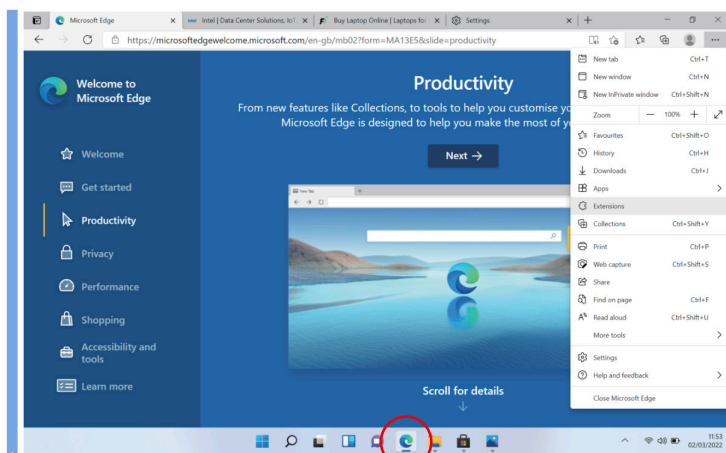 Microsoft Edge
Intel | Data Center Solutions, IoT
Buy Laptop Online | Laptops for
Settings
https://microsoftedgewelcome.microsoft.com/en-gb/mb02?form=MA13E5&slide=productivity
Welcome to
Microsoft Edge
Welcome
Get started
Productivity
Privacy
Performance
Shopping
Accessibility and
tools
Learn more
Productivity
From new features like Collections, to tools to help you customise yo
Microsoft Edge is designed to help you make the most of yo
Next →
New Tab
Scroll for details
New tab Ctrl+T
New window Ctrl+N
New InPrivate window Ctrl+Shift+N
Zoom — 100% +
Favourites Ctrl+Shift+O
History Ctrl+H
Downloads Ctrl+J
Apps
Extensions
Collections Ctrl+Shift+Y
Print Ctrl+P
Web capture Ctrl+Shift+S
Share
Find on page Ctrl+F
Read aloud Ctrl+Shift+U
More tools
Settings
Help and feedback
Close Microsoft Edge
11:53
02/03/2022